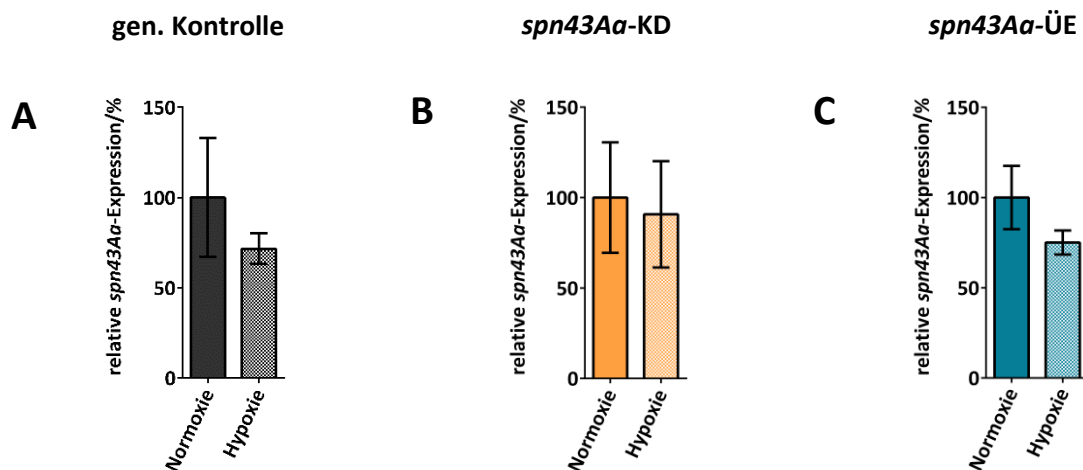 gen. Kontrolle
spn43Aa-KD
spn43Aa-ÜE
A
relative spn43Aa-Expression/%
150
100
50
0
Normoxie
Hypoxie
B
relative spn43Aa-Expression/%
150
100
50
0
Normoxie
Hypoxie
C
relative spn43Aa-Expression/%
150
100
50
0
Normoxie
Hypoxie